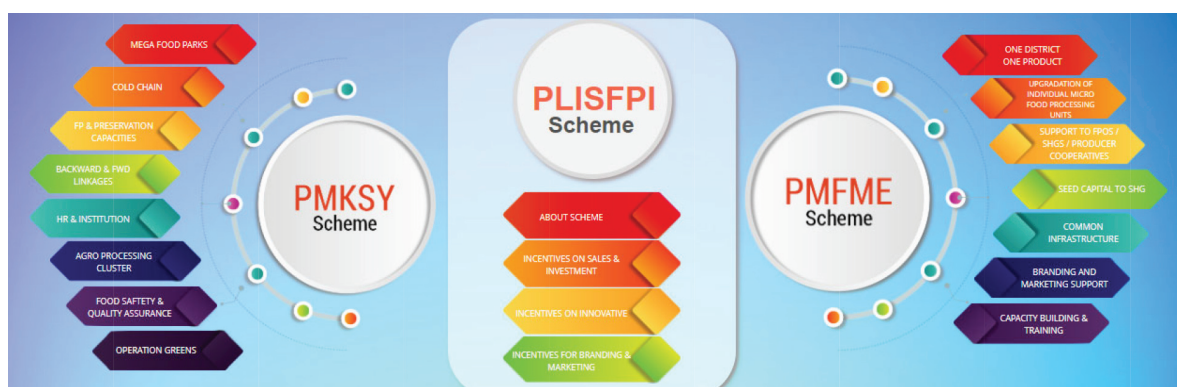 MEGA FOOD PARKS
COLD CHAIN
FP & PRESERVATION
CAPACITIES
BACKWARD & FWD
LINKAGES
HR & INSTITUTION
AGRO PROCESSING
CLUSTER
FOOD SAFTETY &
QUALITY ASSURANCE
OPERATION GREENS
PMKSY
Scheme
PLISFPI
Scheme
ABOUT SCHEME
INCENTIVES ON SALES &
INVESTMENT
INCENTIVES ON INNOVATIVE
INCENTIVES FOR BRANDING &
MARKETING
PMFME
Scheme
ONE DISTRICT
ONE PRODUCT
UPGRADATION OF
INDIVIDUAL MICRO
FOOD PROCESSING
UNITS
SUPPORT TO FPOS /
SHGS / PRODUCER
COOPERATIVES
SEED CAPITAL TO SHG
COMMON
INFRASTRUCTURE
BRANDING AND
MARKETING SUPPORT
CAPACITY BUILDING &
TRAINING